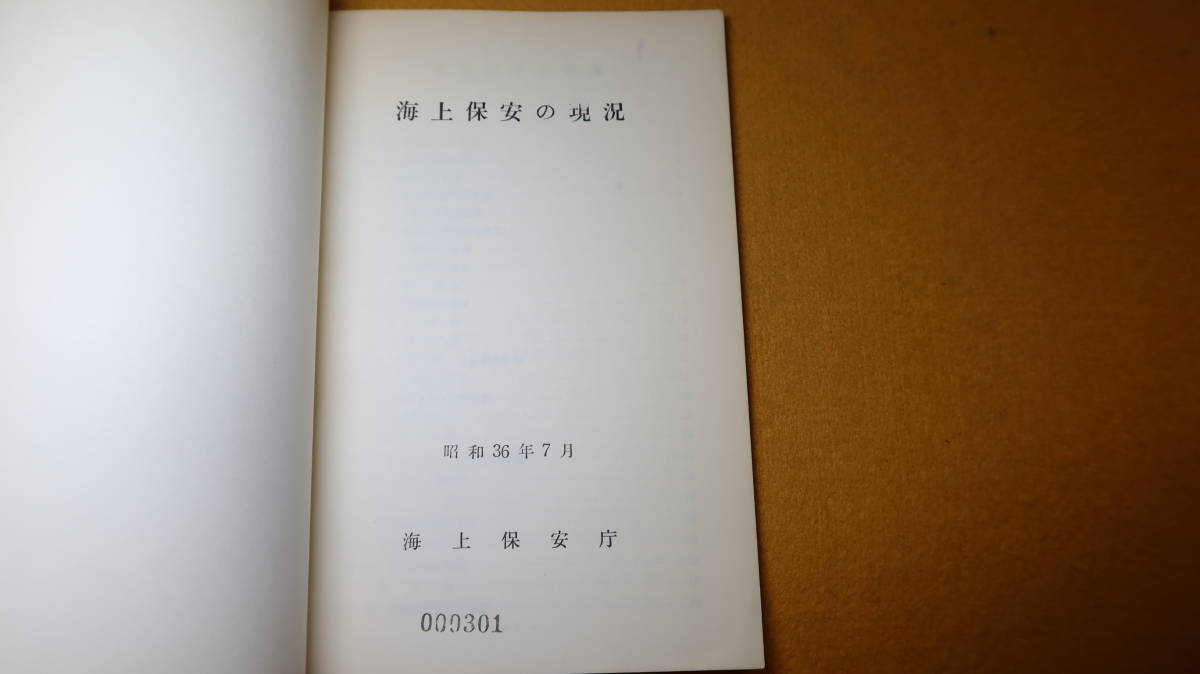 海上保安の現況
昭和36年7月
海上保安庁
000301